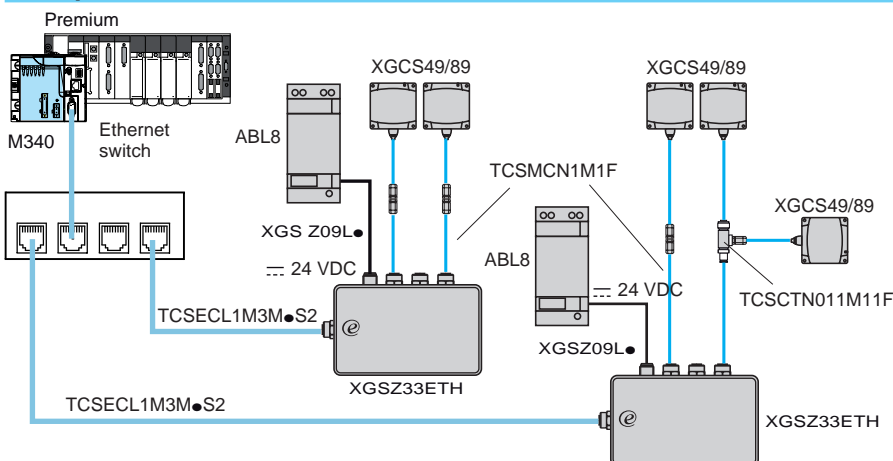 Premium
M340
Ethernet
switch
ABL8
XGCS49/89
XGCS49/89
TCSMCN1M1F
XGS Z09L●
24 VDC
ABL8
24 VDC
XGCS49/89
TCSCTN011M11F
TCSECL1M3M●S2
XGSZ09L●
XGSZ33ETH
TCSECL1M3M●S2
XGSZ33ETH